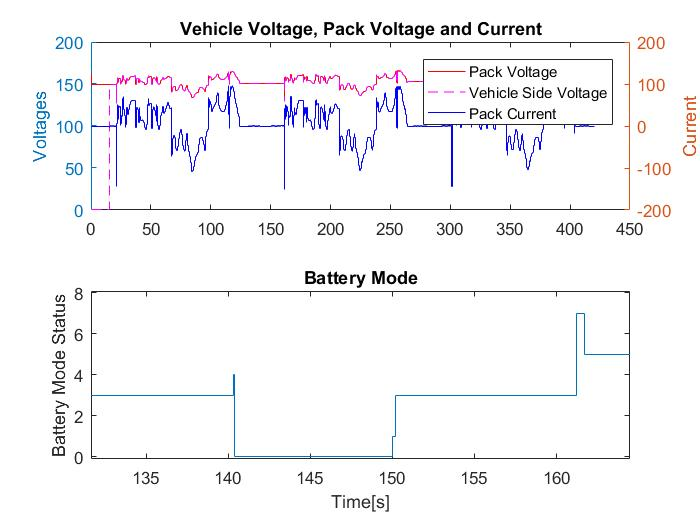 Vehicle Voltage, Pack Voltage and Current
200
150
100
50
0
Voltages
200
100
0
-100
-200
Current
Pack Voltage
Vehicle Side Voltage
Pack Current
0 50 100 150 200 250 300 350 400 450
Battery Mode
8
6
4
2
0
Battery Mode Status
135 140 145 150 155 160
Time[s]